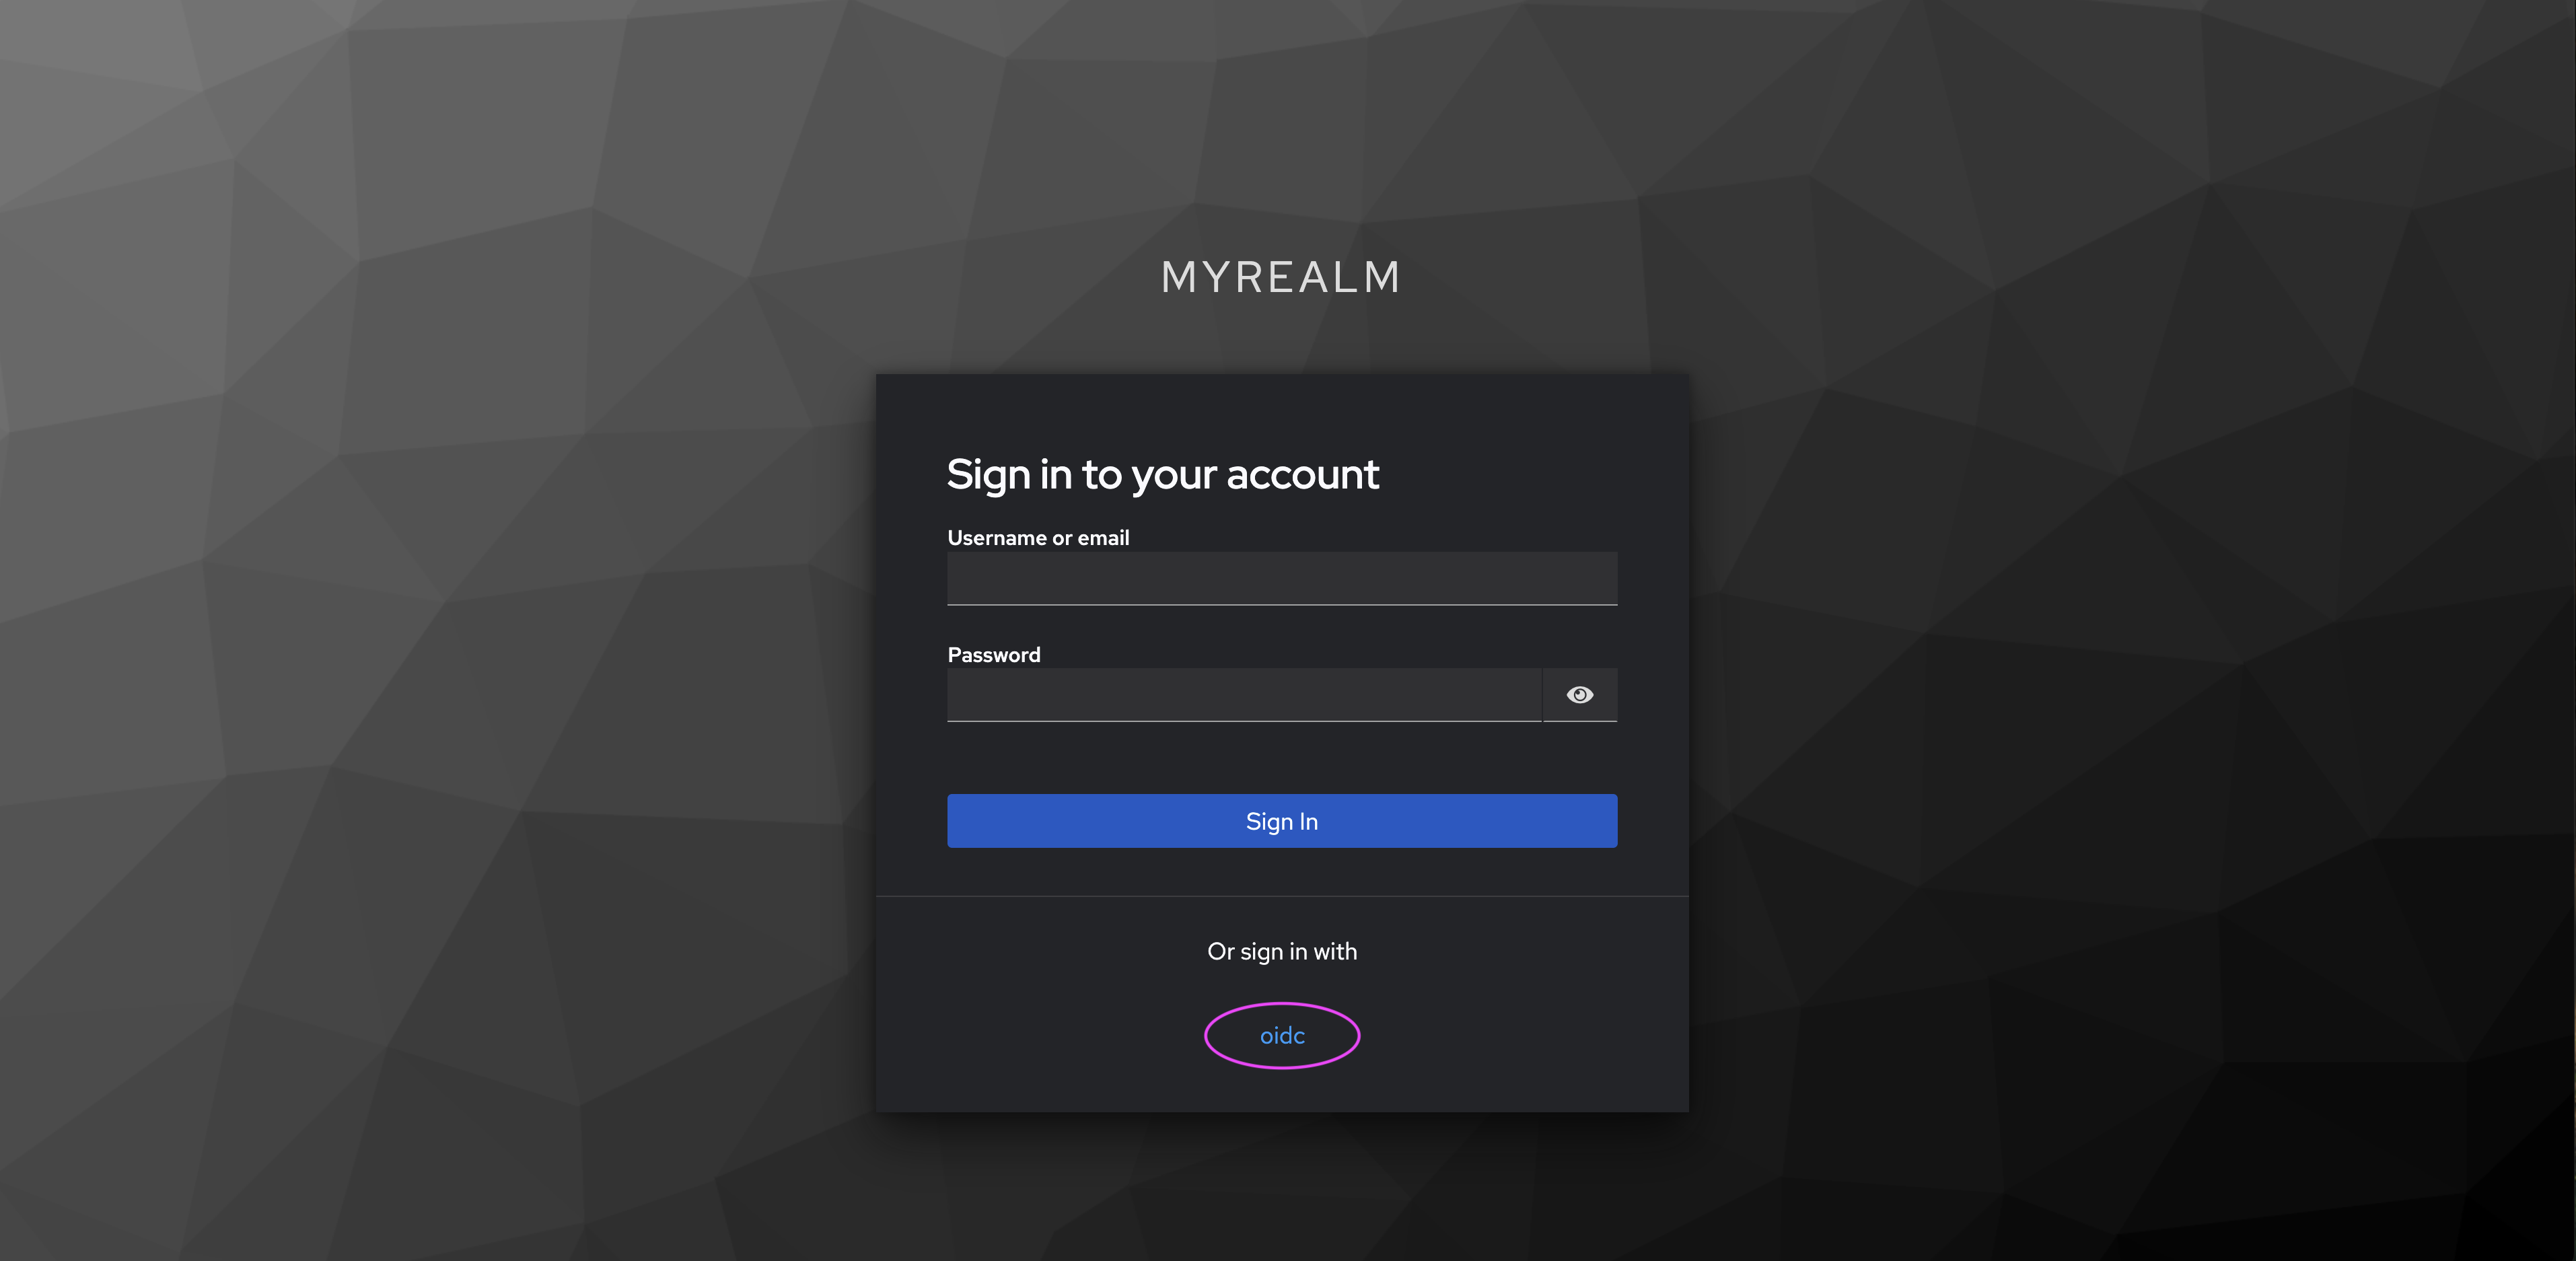 MYREALM
Sign in to your account
Username or email
Password
Sign In
Or sign in with
oidc